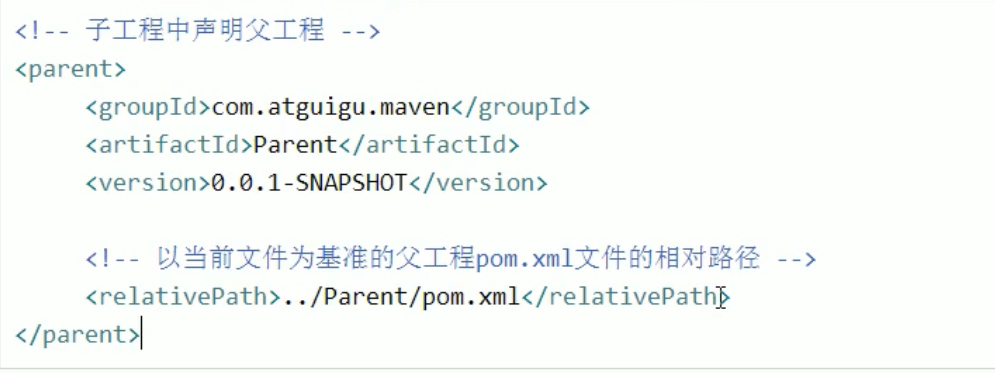 <!-- 子工程中声明父工程 -->
<parent>
<groupId>com.atguigu.maven</groupId>
<artifactId>Parent</artifactId>
<version>0.0.1-SNAPSHOT</version>
<!-- 以当前文件为基准的父工程pom.xml文件的相对路径 -->
<relativePath>../Parent/pom.xml</relativePath>
</parent>